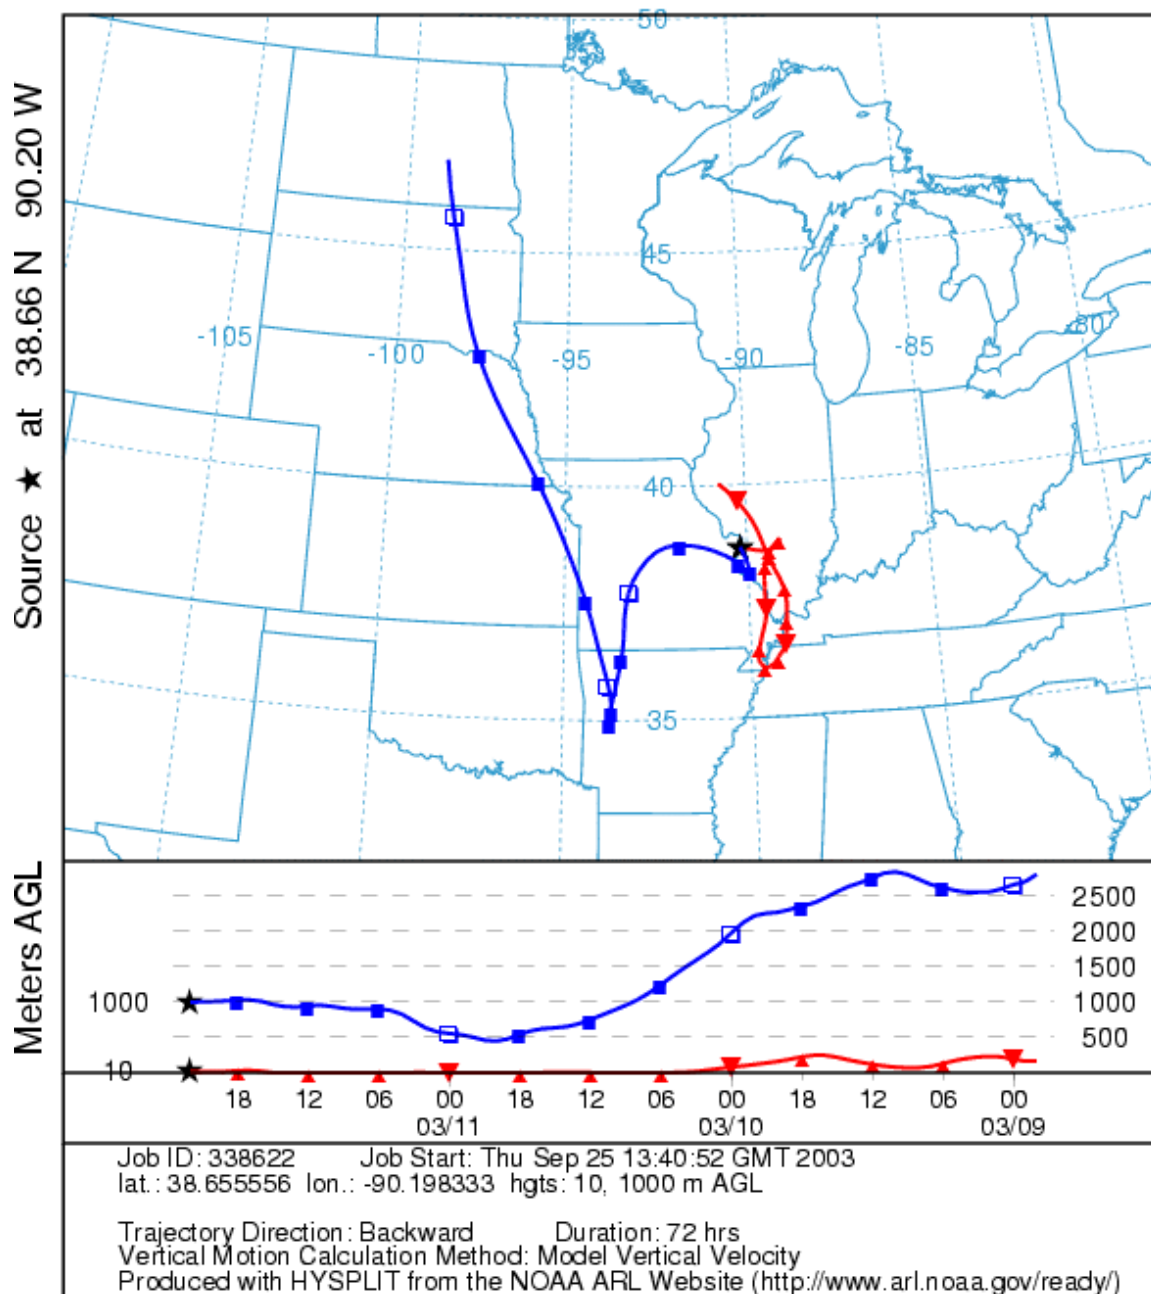 50
45
-105
-100
-95
-90
-85
-80
40
35
Source ★ at 38.66 N 90.20 W
Meters AGL
2500
2000
1500
1000
1000
500
10
18 12 06 00 18 12 06 00 18 12 06 00
03/11 03/10 03/09
Job ID: 338622 Job Start: Thu Sep 25 13:40:52 GMT 2003
lat.: 38.655556 lon.: -90.198333 hgts: 10, 1000 m AGL
Trajectory Direction: Backward Duration: 72 hrs
Vertical Motion Calculation Method: Model Vertical Velocity
Produced with HYSPLIT from the NOAA ARL Website (http://www.arl.noaa.gov/ready/)